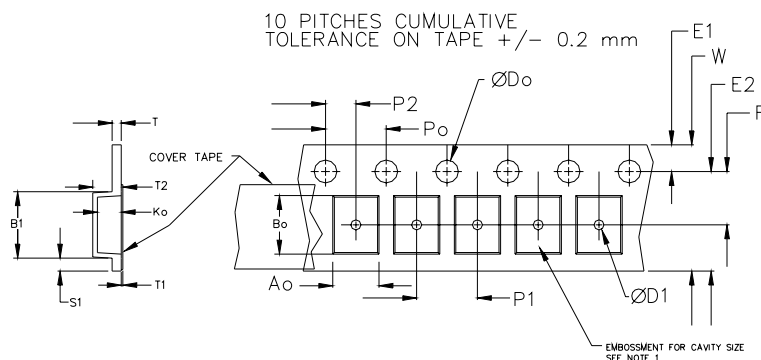 10 PITCHES CUMULATIVE
TOLERANCE ON TAPE +/- 0.2 mm
E1
W
ØDo
E2
P2
F
T
Po
COVER TAPE
T2
B1
Ko
Bo
Ao
P1
ØD1
S1
T1
EMBOSSMENT FOR CAVITY SIZE
SEE NOTE 1